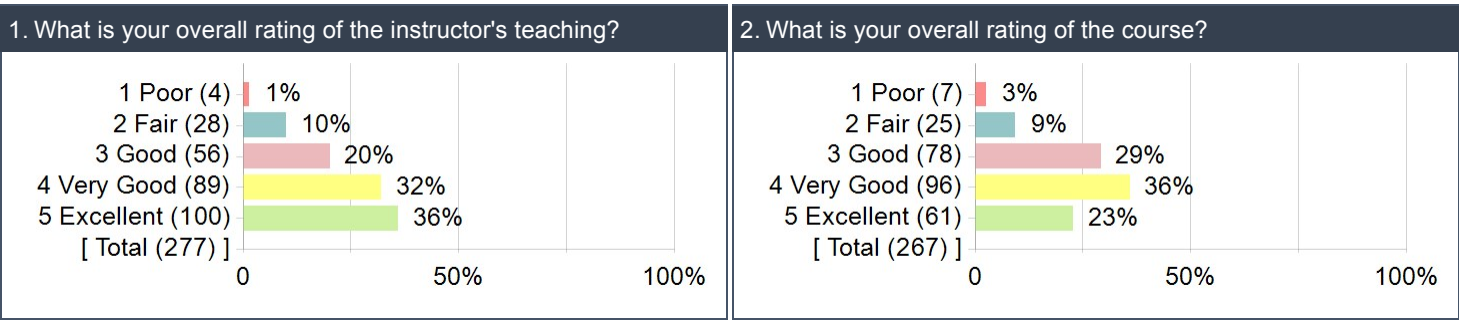 1. What is your overall rating of the instructor's teaching?
1 Poor (4) 1%
2 Fair (28) 10%
3 Good (56) 20%
4 Very Good (89) 32%
5 Excellent (100) 36%
[ Total (277) ]
0 50% 100%
2. What is your overall rating of the course?
1 Poor (7) 3%
2 Fair (25) 9%
3 Good (78) 29%
4 Very Good (96) 36%
5 Excellent (61) 23%
[ Total (267) ]
0 50% 100%